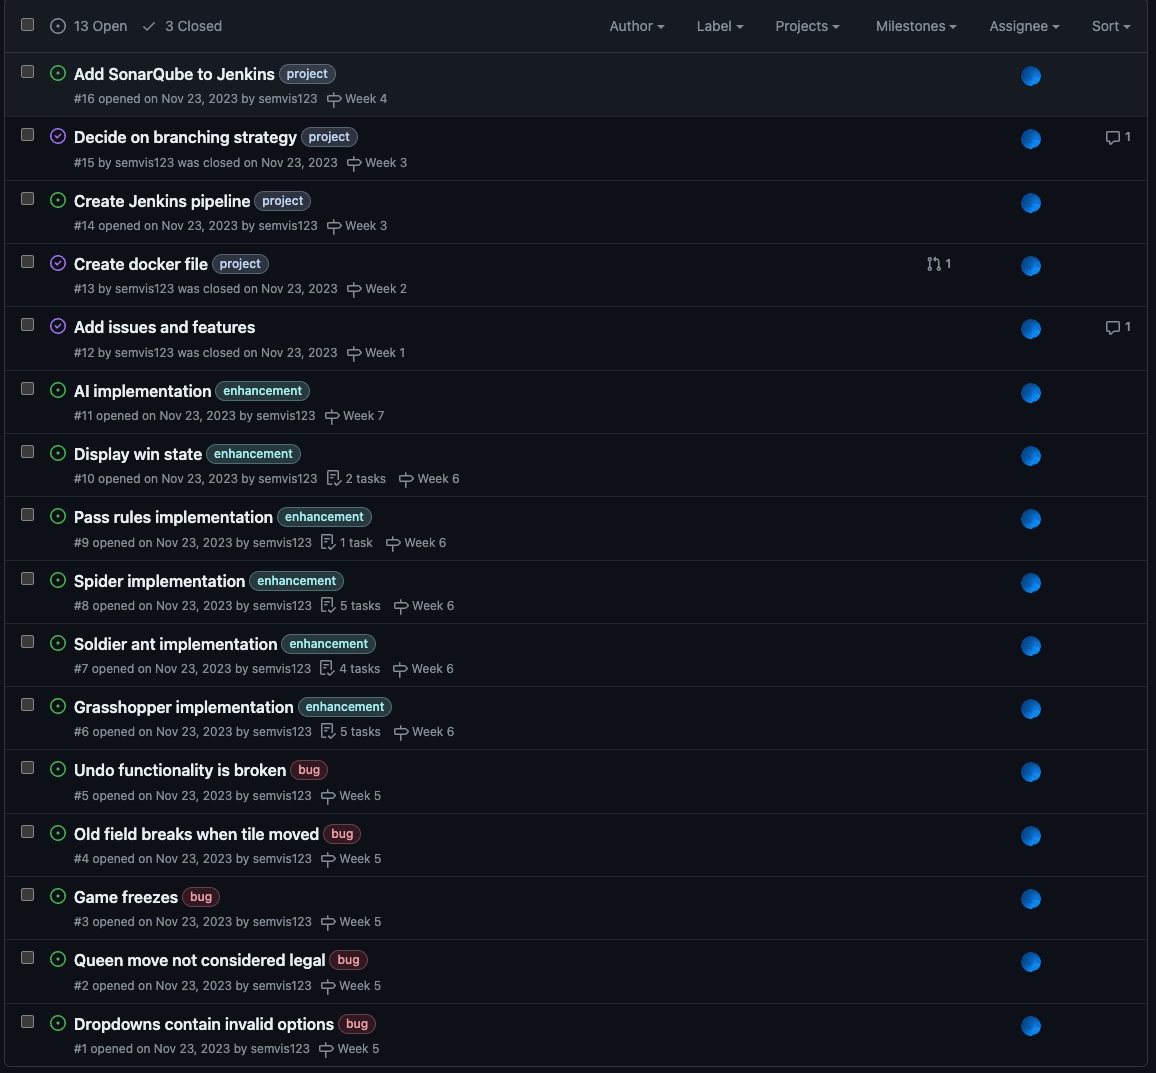 13 Open 3 Closed Author Label Projects Milestones Assignee Sort
Add SonarQube to Jenkins project
#16 opened on Nov 23, 2023 by semvis123 Week 4
Decide on branching strategy project 1
#15 by semvis123 was closed on Nov 23, 2023 Week 3
Create Jenkins pipeline project
#14 opened on Nov 23, 2023 by semvis123 Week 3
Create docker file project 1
#13 by semvis123 was closed on Nov 23, 2023 Week 2
Add issues and features 1
#12 by semvis123 was closed on Nov 23, 2023 Week 1
AI implementation enhancement
#11 opened on Nov 23, 2023 by semvis123 Week 7
Display win state enhancement
#10 opened on Nov 23, 2023 by semvis123 2 tasks Week 6
Pass rules implementation enhancement
#9 opened on Nov 23, 2023 by semvis123 1 task Week 6
Spider implementation enhancement
#8 opened on Nov 23, 2023 by semvis123 5 tasks Week 6
Soldier ant implementation enhancement
#7 opened on Nov 23, 2023 by semvis123 4 tasks Week 6
Grasshopper implementation enhancement
#6 opened on Nov 23, 2023 by semvis123 5 tasks Week 6
Undo functionality is broken bug
#5 opened on Nov 23, 2023 by semvis123 Week 5
Old field breaks when tile moved bug
#4 opened on Nov 23, 2023 by semvis123 Week 5
Game freezes bug
#3 opened on Nov 23, 2023 by semvis123 Week 5
Queen move not considered legal bug
#2 opened on Nov 23, 2023 by semvis123 Week 5
Dropdowns contain invalid options bug
#1 opened on Nov 23, 2023 by semvis123 Week 5